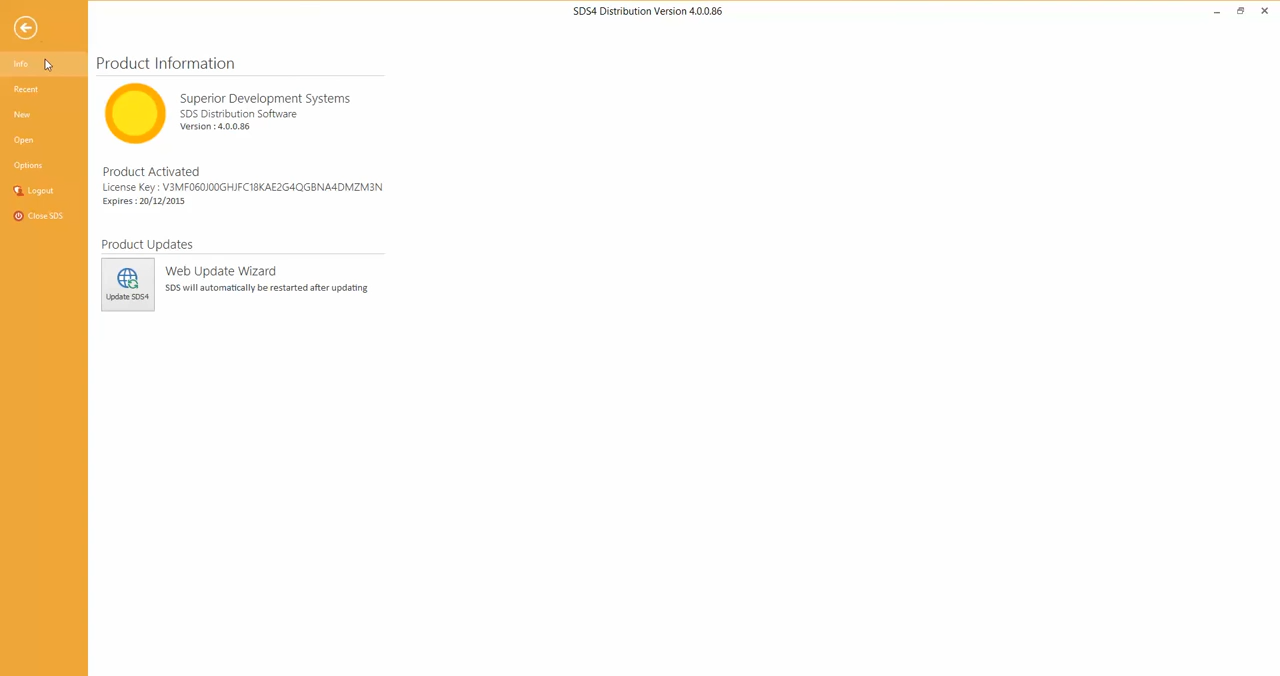 SDS4 Distribution Version 4.0.0.86
Info
Recent
New
Open
Options
Logout
Close SDS
Product Information
Superior Development Systems
SDS Distribution Software
Version : 4.0.0.86
Product Activated
License Key : V3MF060J00GHJFC18KAE2G4QGBNA4DMZM3N
Expires : 20/12/2015
Product Updates
Update SDS4
Web Update Wizard
SDS will automatically be restarted after updating